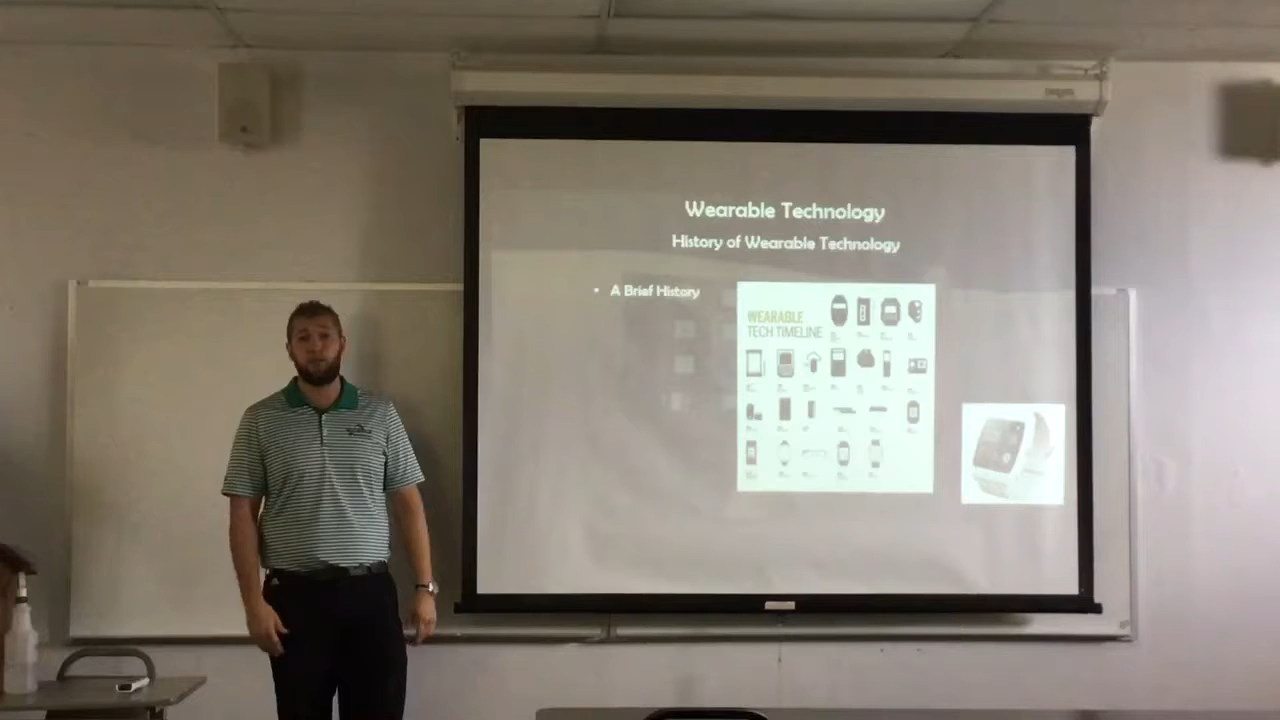 Wearable Technology
History of Wearable Technology
• A Brief History
WEARABLE
TECH TIMELINE